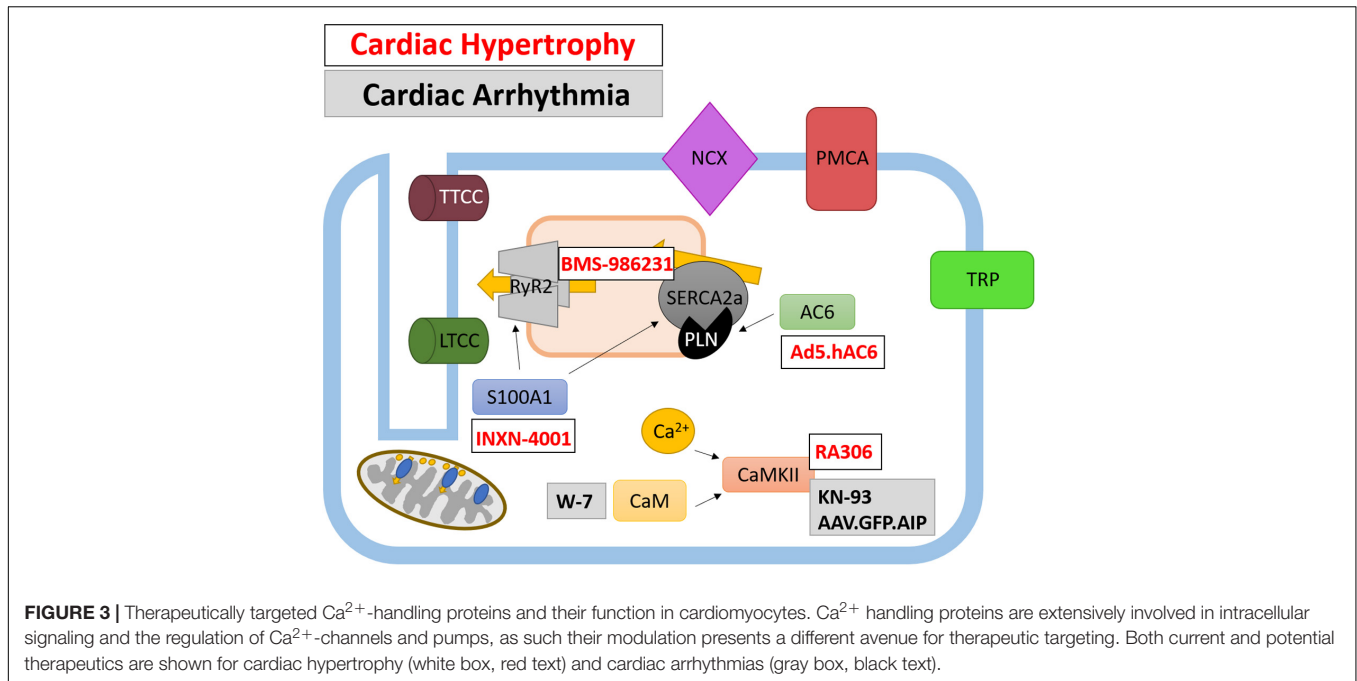 Cardiac Hypertrophy
Cardiac Arrhythmia
NCX
PMCA
TTCC
BMS-986231
RyR2
SERCA2a
TRP
AC6
PLN
LTCC
Ad5.hAC6
S100A1
INXN-4001
Ca²⁺
RA306
CaMKII
W-7
CaM
KN-93
AAV.GFP.AIP
FIGURE 3 | Therapeutically targeted Ca²⁺-handling proteins and their function in cardiomyocytes. Ca²⁺ handling proteins are extensively involved in intracellular
signaling and the regulation of Ca²⁺-channels and pumps, as such their modulation presents a different avenue for therapeutic targeting. Both current and potential
therapeutics are shown for cardiac hypertrophy (white box, red text) and cardiac arrhythmias (gray box, black text).